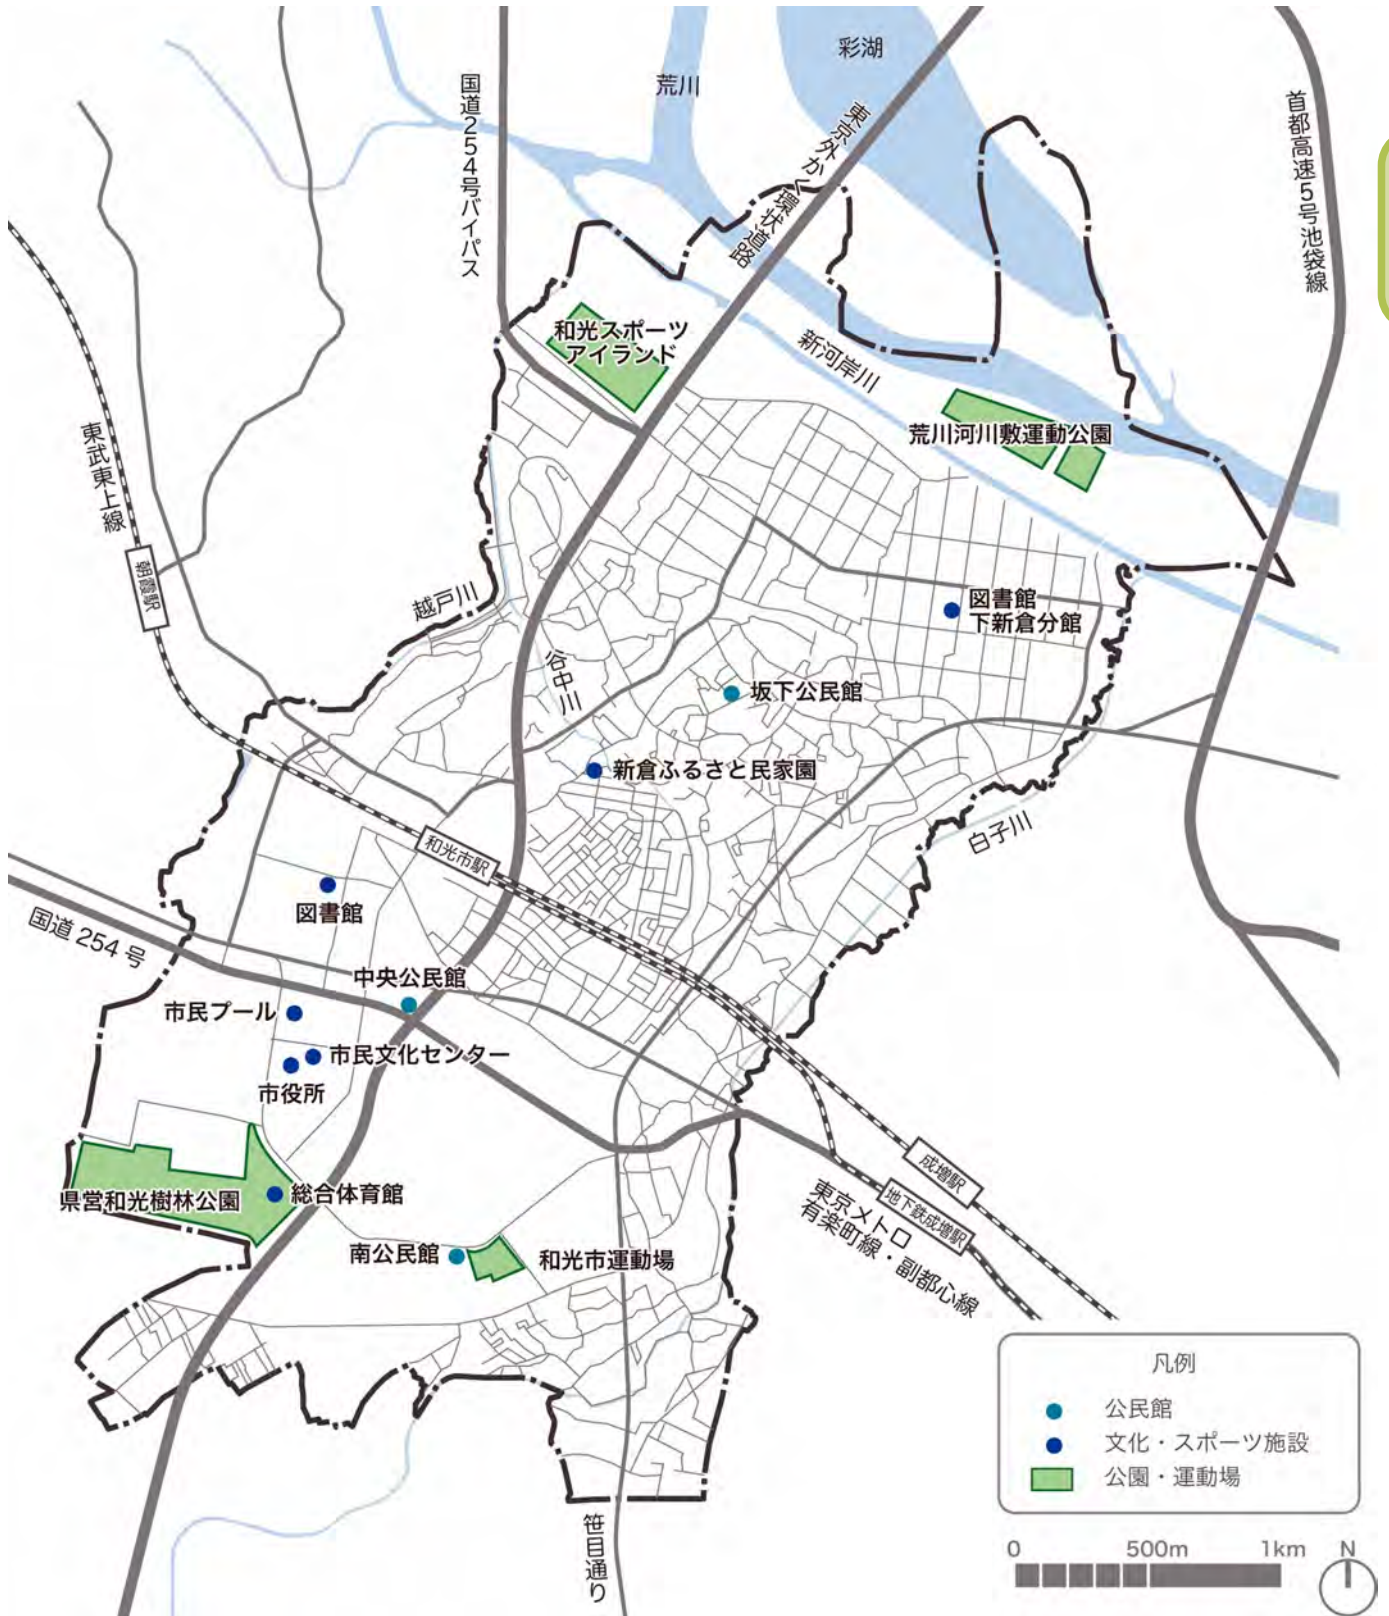 彩湖
荒川
国道254号バイパス
東京外かく環状道路
首都高速5号池袋線
和光スポーツ
アイランド
新河岸川
荒川河川敷運動公園
東武東上線
朝霞駅
越戸川
図書館
下新倉分館
谷中川
坂下公民館
新倉ふるさと民家園
和光市駅
白子川
図書館
国道254号
中央公民館
市民プール
市民文化センター
市役所
成増駅
地下鉄成増駅
東京メトロ
有楽町線・副都心線
県営和光樹林公園
総合体育館
南公民館
和光市運動場
凡例
公民館
文化・スポーツ施設
公園・運動場
笹目通り
0 500m 1km N